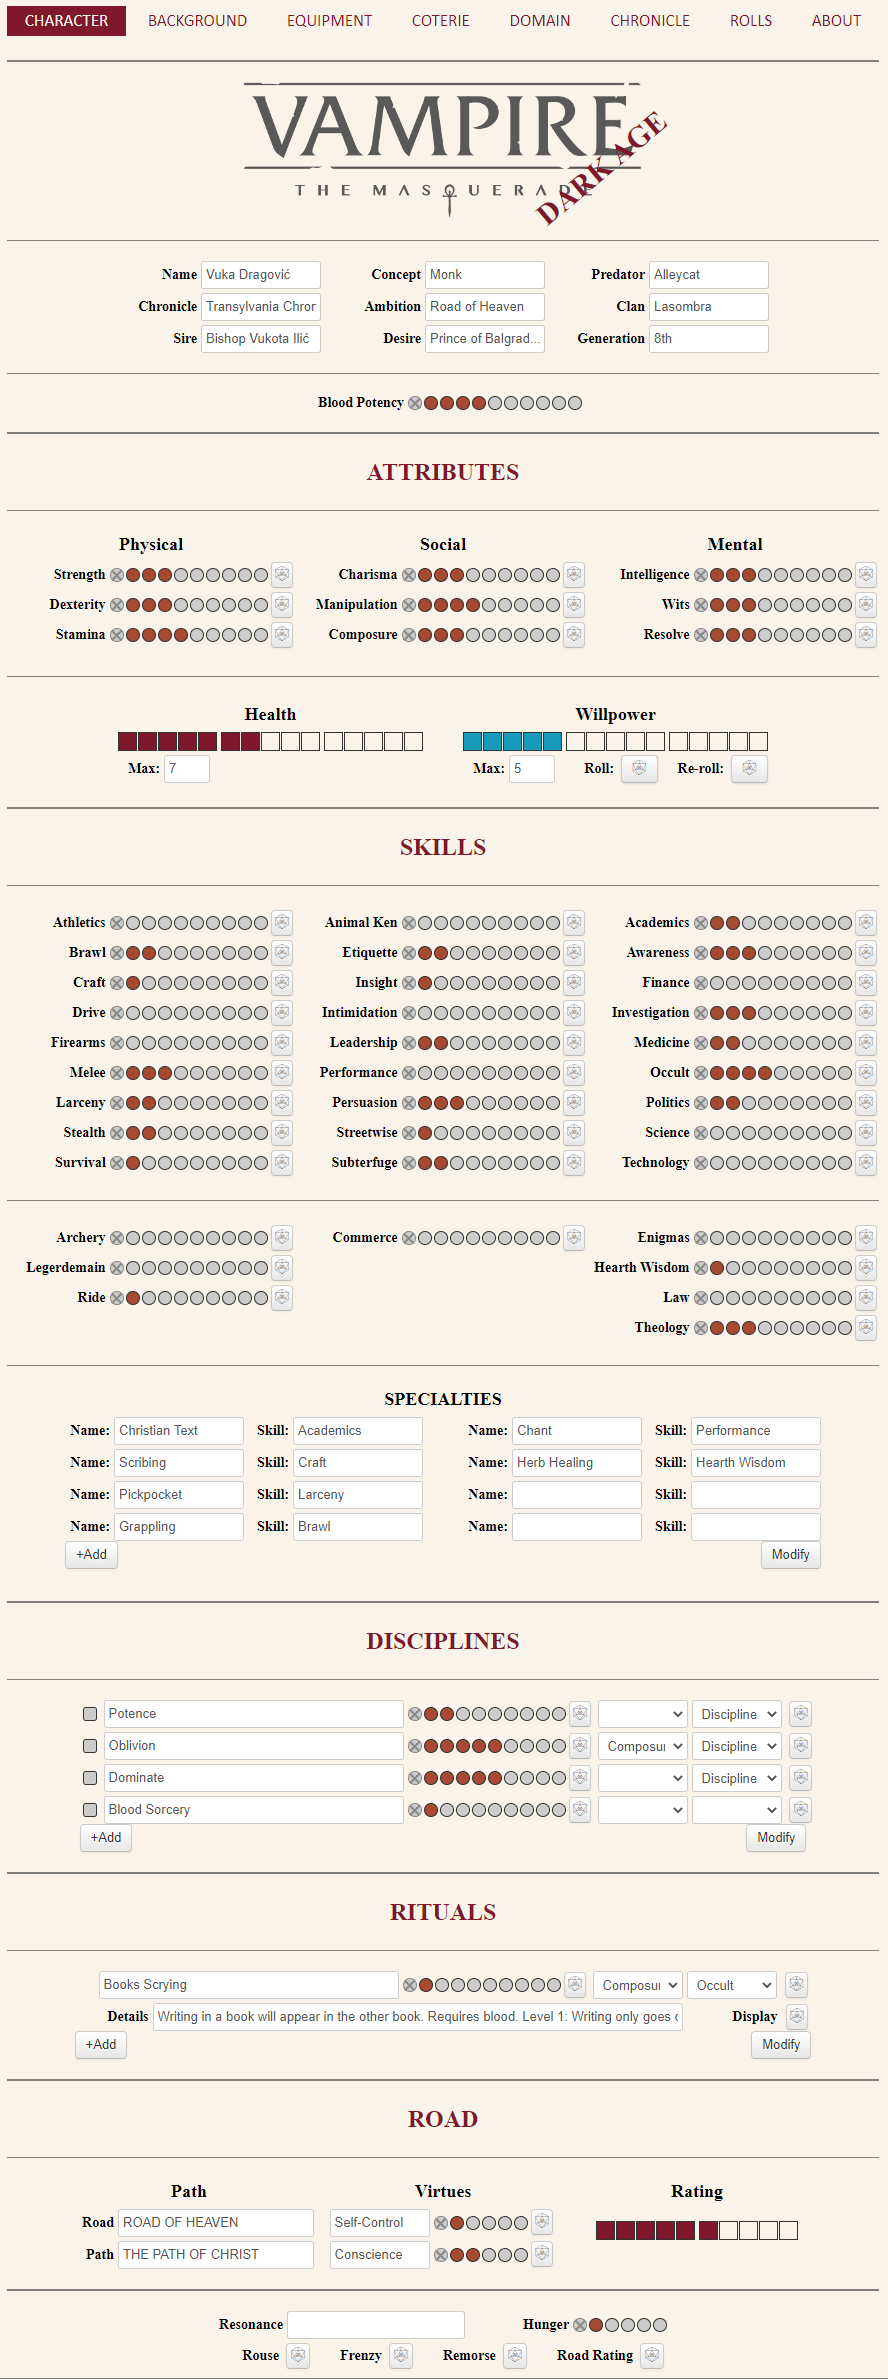 CHARACTER BACKGROUND EQUIPMENT COTERIE DOMAIN CHRONICLE ROLLS ABOUT
VAMPIRE
THE MASQUERADE
DARK AGE
Name Vuka Dragović Concept Monk Predator Alleycat
Chronicle Transylvania Chror Ambition Road of Heaven Clan Lasombra
Sire Bishop Vukota Ilić Desire Prince of Balgrad... Generation 8th
Blood Potency
ATTRIBUTES
Physical Social Mental
Strength Charisma Intelligence
Dexterity Manipulation Wits
Stamina Composure Resolve
Health Willpower
Max: 7 Max: 5 Roll: Re-roll:
SKILLS
Athletics Animal Ken Academics
Brawl Etiquette Awareness
Craft Insight Finance
Drive Intimidation Investigation
Firearms Leadership Medicine
Melee Performance Occult
Larceny Persuasion Politics
Stealth Streetwise Science
Survival Subterfuge Technology
Archery Commerce Enigmas
Legerdemain Hearth Wisdom
Ride Law
Theology
SPECIALTIES
Name: Christian Text Skill: Academics Name: Chant Skill: Performance
Name: Scribing Skill: Craft Name: Herb Healing Skill: Hearth Wisdom
Name: Pickpocket Skill: Larceny Name: Skill:
Name: Grappling Skill: Brawl Name: Skill:
+Add Modify
DISCIPLINES
Potence Discipline
Oblivion Composur Discipline
Dominate Discipline
Blood Sorcery
+Add Modify
RITUALS
Books Scrying Composur Occult
Details Writing in a book will appear in the other book. Requires blood. Level 1: Writing only goes Display
+Add Modify
ROAD
Path Virtues Rating
Road ROAD OF HEAVEN Self-Control
Path THE PATH OF CHRIST Conscience
Resonance Hunger
Rouse Frenzy Remorse Road Rating